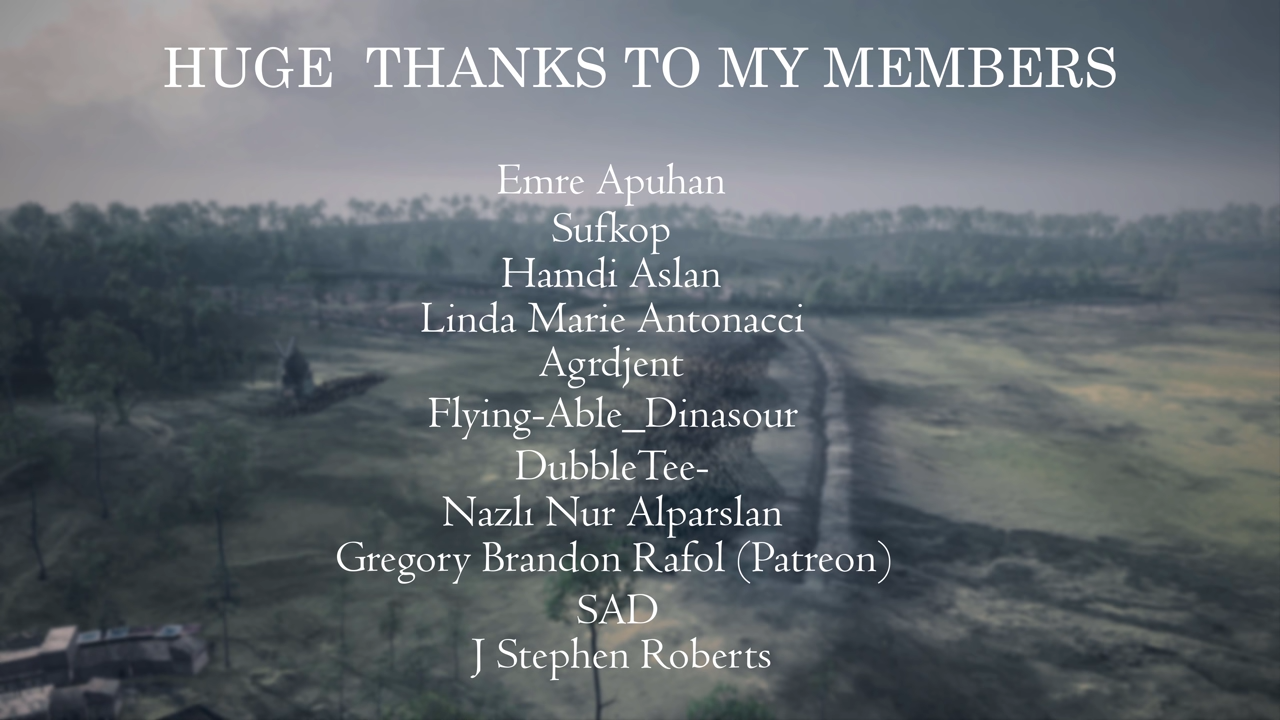 HUGE THANKS TO MY MEMBERS
Emre Apuhan
Sufkop
Hamdi Aslan
Linda Marie Antonacci
Agrdjent
Flying-Able_Dinasour
DubbleTee-
Nazlı Nur Alparslan
Gregory Brandon Rafol (Patreon)
SAD
J Stephen Roberts